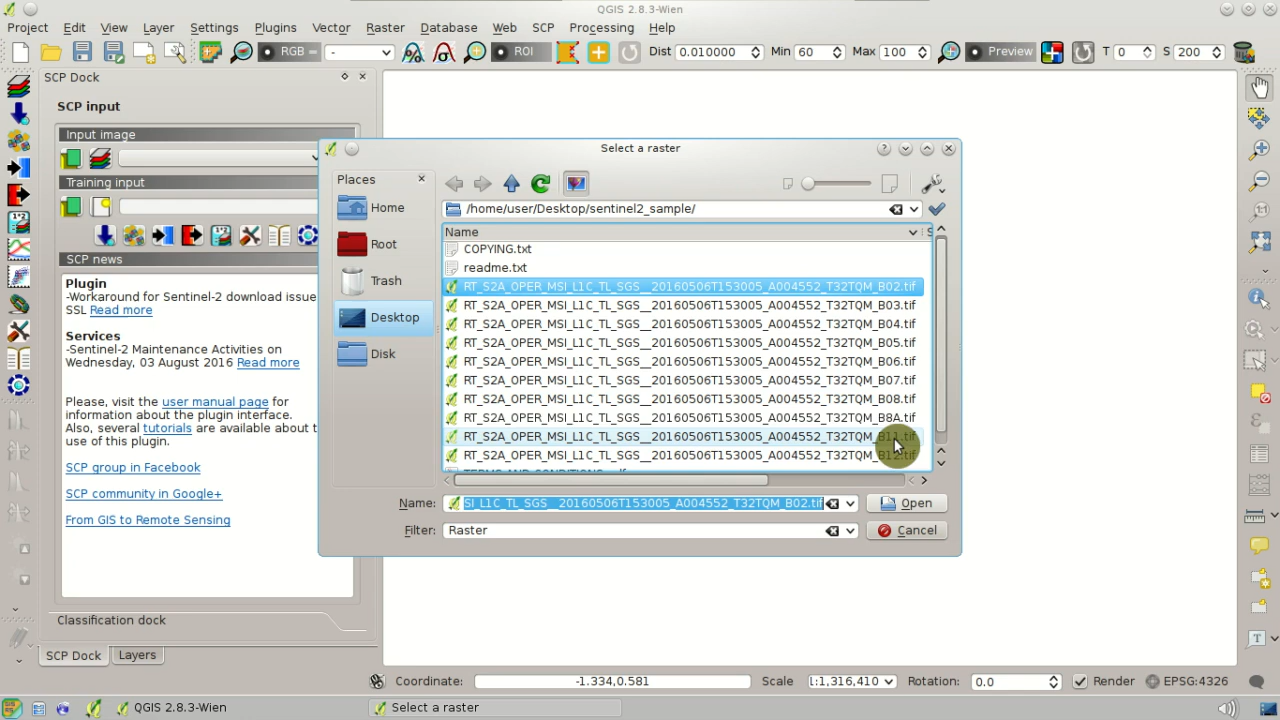 QGIS 2.8.3-Wien
Project Edit View Layer Settings Plugins Vector Raster Database Web SCP Processing Help
RGB = - ROI Dist 0.010000 Min 60 Max 100 Preview T 0 S 200
SCP Dock
SCP input
Input image
Training input
SCP news
Plugin
-Workaround for Sentinel-2 download issue
SSL Read more
Services
-Sentinel-2 Maintenance Activities on
Wednesday, 03 August 2016 Read more
Please, visit the user manual page for
information about the plugin interface.
Also, several tutorials are available about t
use of this plugin.
SCP group in Facebook
SCP community in Google+
From GIS to Remote Sensing
Classification dock
SCP Dock Layers
Select a raster
Places
Home
Root
Trash
Desktop
Disk
/home/user/Desktop/sentinel2_sample/
Name S
COPYING.txt
readme.txt
RT_S2A_OPER_MSI_L1C_TL_SGS__20160506T153005_A004552_T32TQM_B02.tif
RT_S2A_OPER_MSI_L1C_TL_SGS__20160506T153005_A004552_T32TQM_B03.tif
RT_S2A_OPER_MSI_L1C_TL_SGS__20160506T153005_A004552_T32TQM_B04.tif
RT_S2A_OPER_MSI_L1C_TL_SGS__20160506T153005_A004552_T32TQM_B05.tif
RT_S2A_OPER_MSI_L1C_TL_SGS__20160506T153005_A004552_T32TQM_B06.tif
RT_S2A_OPER_MSI_L1C_TL_SGS__20160506T153005_A004552_T32TQM_B07.tif
RT_S2A_OPER_MSI_L1C_TL_SGS__20160506T153005_A004552_T32TQM_B08.tif
RT_S2A_OPER_MSI_L1C_TL_SGS__20160506T153005_A004552_T32TQM_B8A.tif
RT_S2A_OPER_MSI_L1C_TL_SGS__20160506T153005_A004552_T32TQM_B11.tif
RT_S2A_OPER_MSI_L1C_TL_SGS__20160506T153005_A004552_T32TQM_B12.tif
Name: SI_L1C_TL_SGS__20160506T153005_A004552_T32TQM_B02.tif Open
Filter: Raster Cancel
Coordinate: -1.334,0.581 Scale 1:1,316,410 Rotation: 0.0 Render EPSG:4326
QGIS 2.8.3-Wien Select a raster